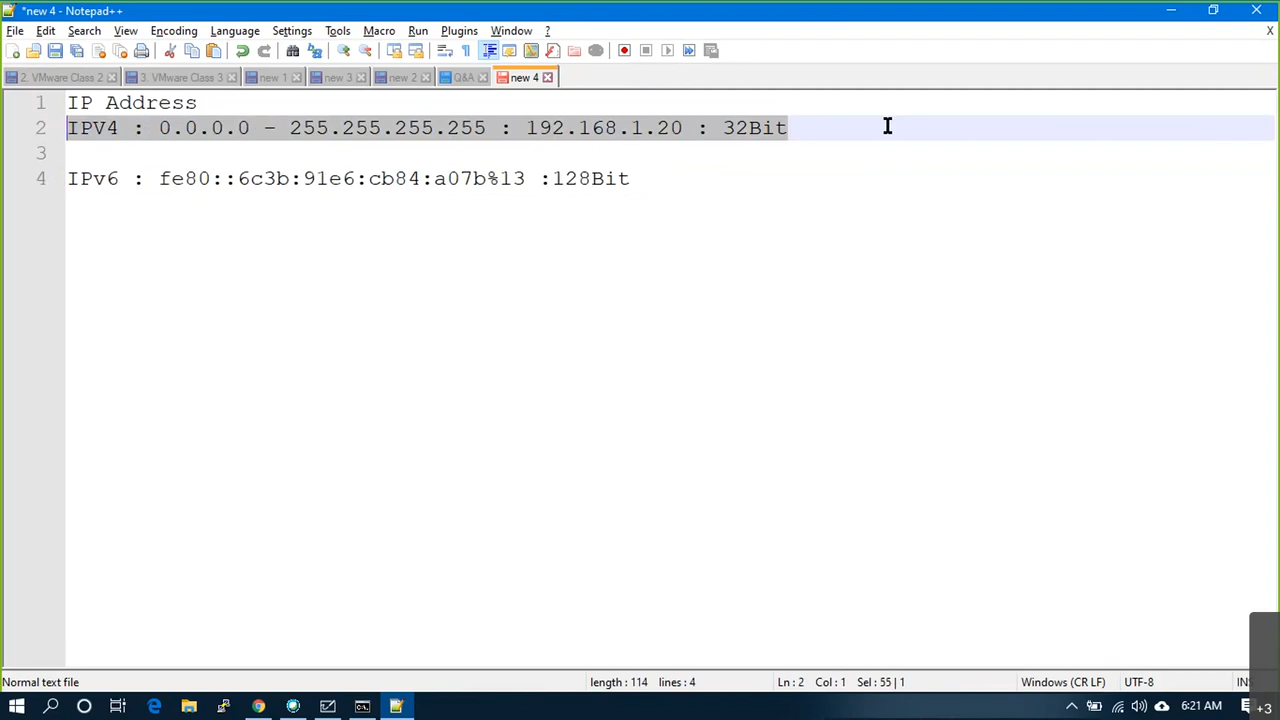 *new 4 - Notepad++
File Edit Search View Encoding Language Settings Tools Macro Run Plugins Window ? X
2. VMware Class 2 3. VMware Class 3 new 1 new 3 new 2 Q&A new 4
1 IP Address
2 IPV4 : 0.0.0.0 - 255.255.255.255 : 192.168.1.20 : 32Bit
3
4 IPv6 : fe80::6c3b:91e6:cb84:a07b%13 :128Bit
Normal text file length : 114 lines : 4 Ln : 2 Col : 1 Sel : 55 | 1 Windows (CR LF) UTF-8 IN
6:21 AM +3